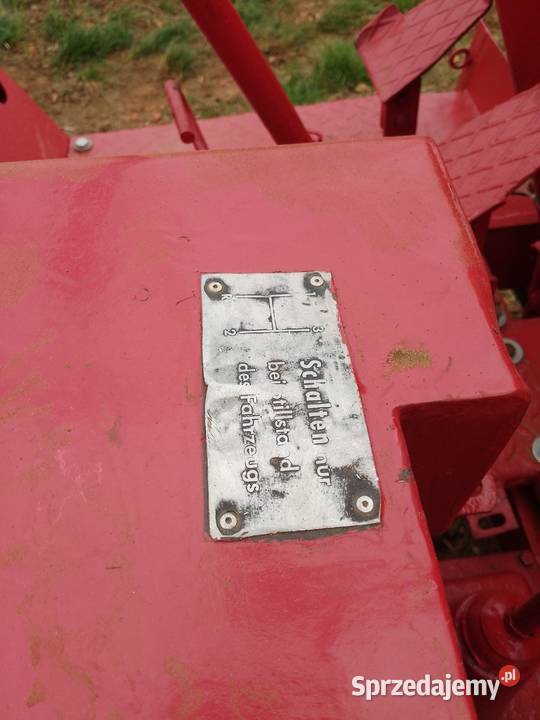 1 3
R 2
Schalten nur
bei Stillstand
des Fahrzeugs
Sprzedajemy.pl